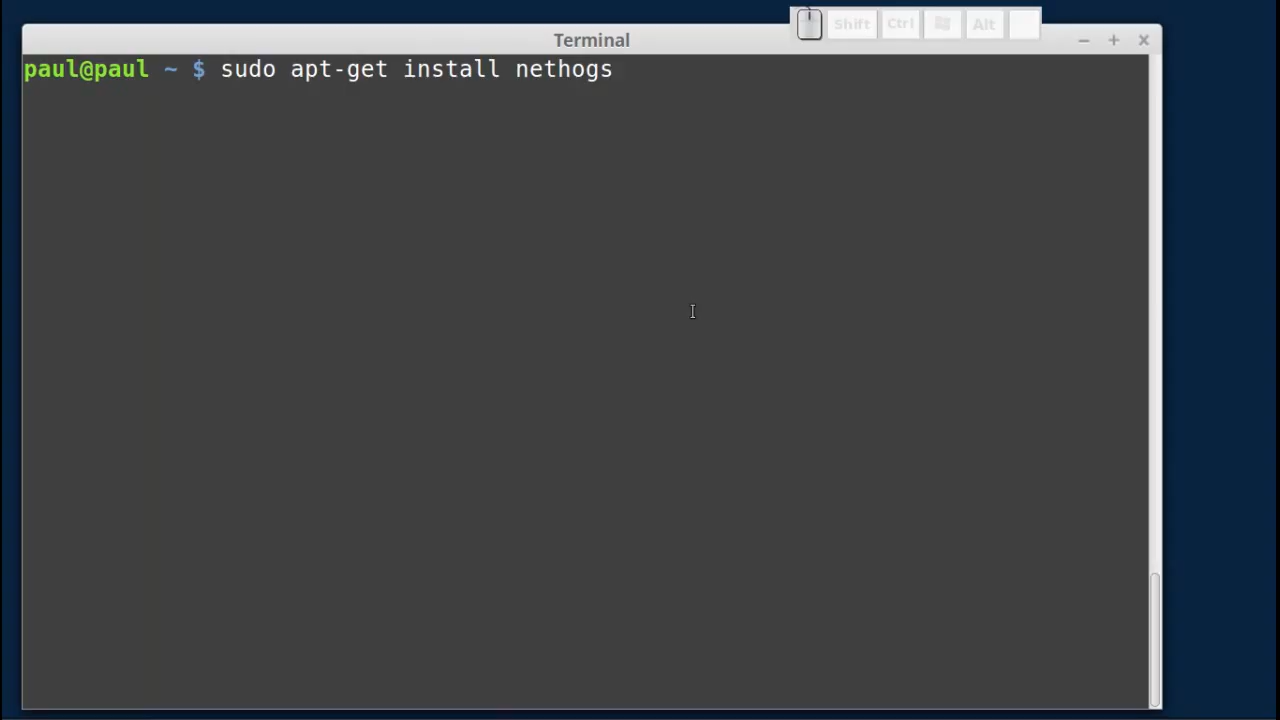 Shift Ctrl Alt
Terminal
paul@paul ~ $ sudo apt-get install nethogs